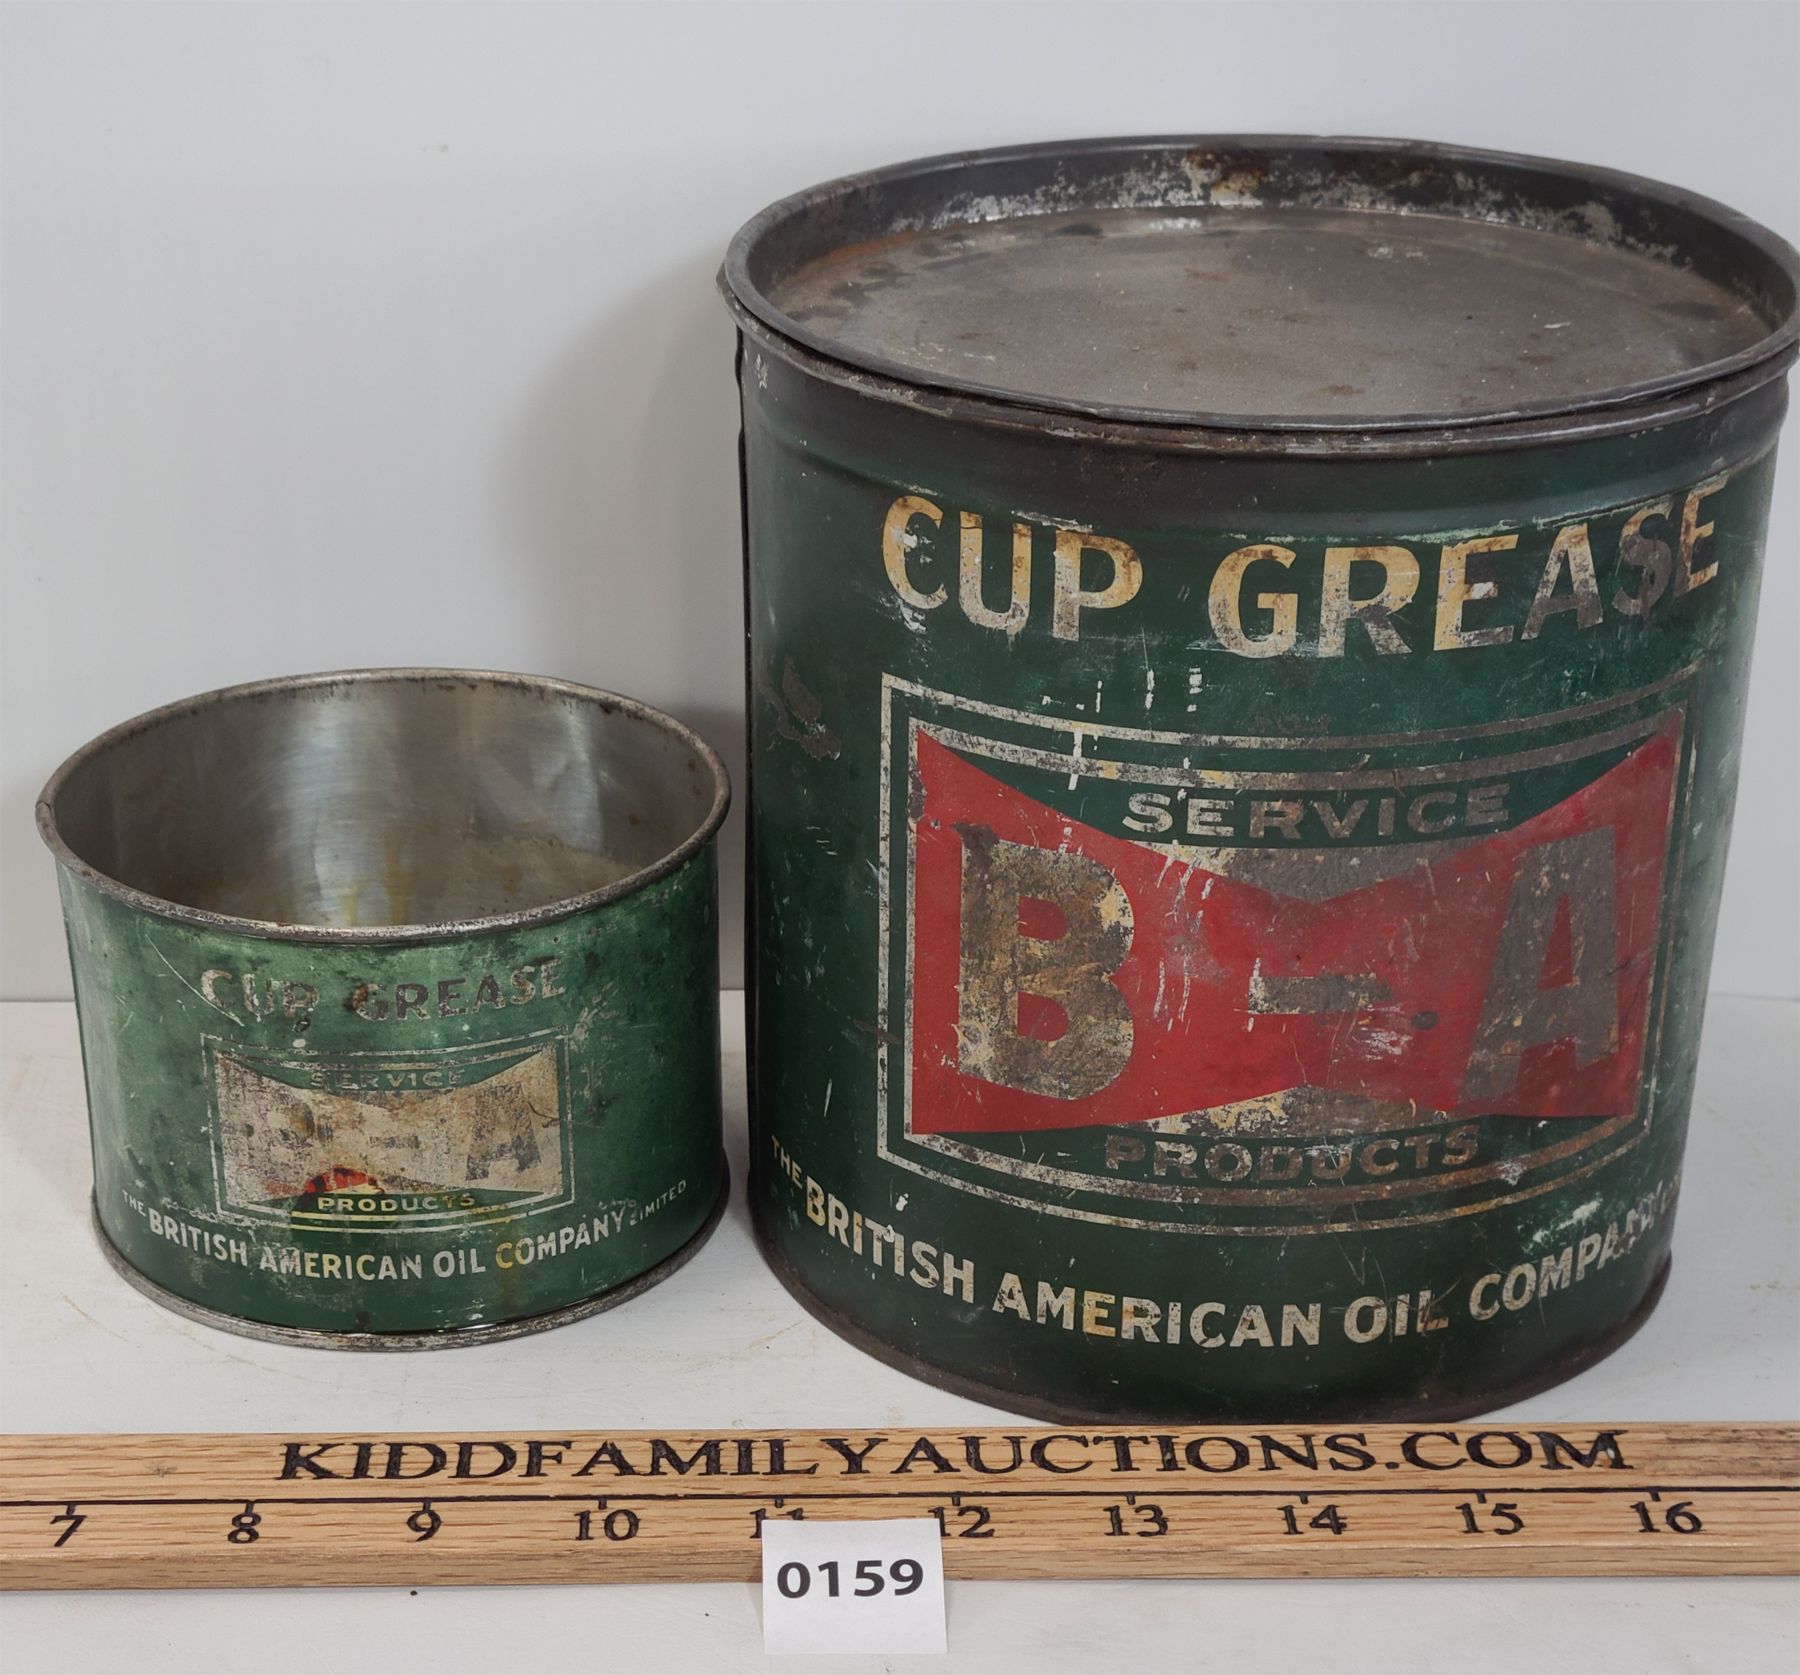 CUP GREASE
SERVICE
B-A
PRODUCTS
THE BRITISH AMERICAN OIL COMPANY LIMITED
CUP GREASE
SERVICE
B-A
PRODUCTS
THE BRITISH AMERICAN OIL COMPANY
KIDDFAMILYAUCTIONS.COM
7 8 9 10 11 12 13 14 15 16
0159